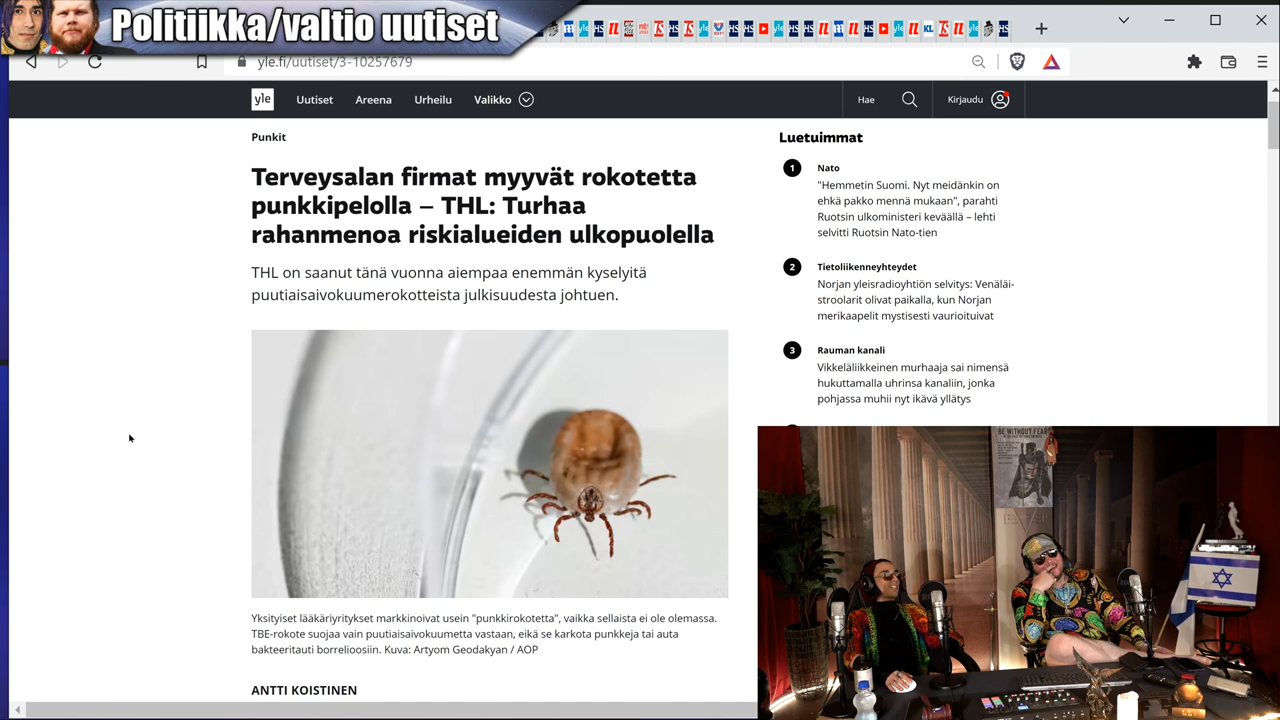 Politiikka/valtio uutiset
yle.fi/uutiset/3-10257679
yle
Uutiset
Areena
Urheilu
Valikko
Hae
Kirjaudu
Punkit
Terveysalan firmat myyvät rokotetta
punkkipelolla – THL: Turhaa
rahanmenoa riskialueiden ulkopuolella
THL on saanut tänä vuonna aiempaa enemmän kyselyitä
puutiaisaivokuumerokotteista julkisuudesta johtuen.
Yksityiset lääkäriyritykset markkinoivat usein "punkkirokotetta", vaikka sellaista ei ole olemassa.
TBE-rokote suojaa vain puutiaisaivokuumetta vastaan, eikä se karkota punkkeja tai auta
bakteeritauti borrelioosiin. Kuva: Artyom Geodakyan / AOP
ANTTI KOISTINEN
Luetuimmat
1
Nato
"Hemmetin Suomi. Nyt meidänkin on
ehkä pakko mennä mukaan", parahti
Ruotsin ulkoministeri keväällä – lehti
selvitti Ruotsin Nato-tien
2
Tietoliikenneyhteydet
Norjan yleisradioyhtiön selvitys: Venäläi-
stroolarit olivat paikalla, kun Norjan
merikaapelit mystisesti vaurioituivat
3
Rauman kanali
Vikkeläliikkeinen murhaaja sai nimensä
hukuttamalla uhrinsa kanaliin, jonka
pohjassa muhii nyt ikävä yllätys
BE WITHOUT FEAR